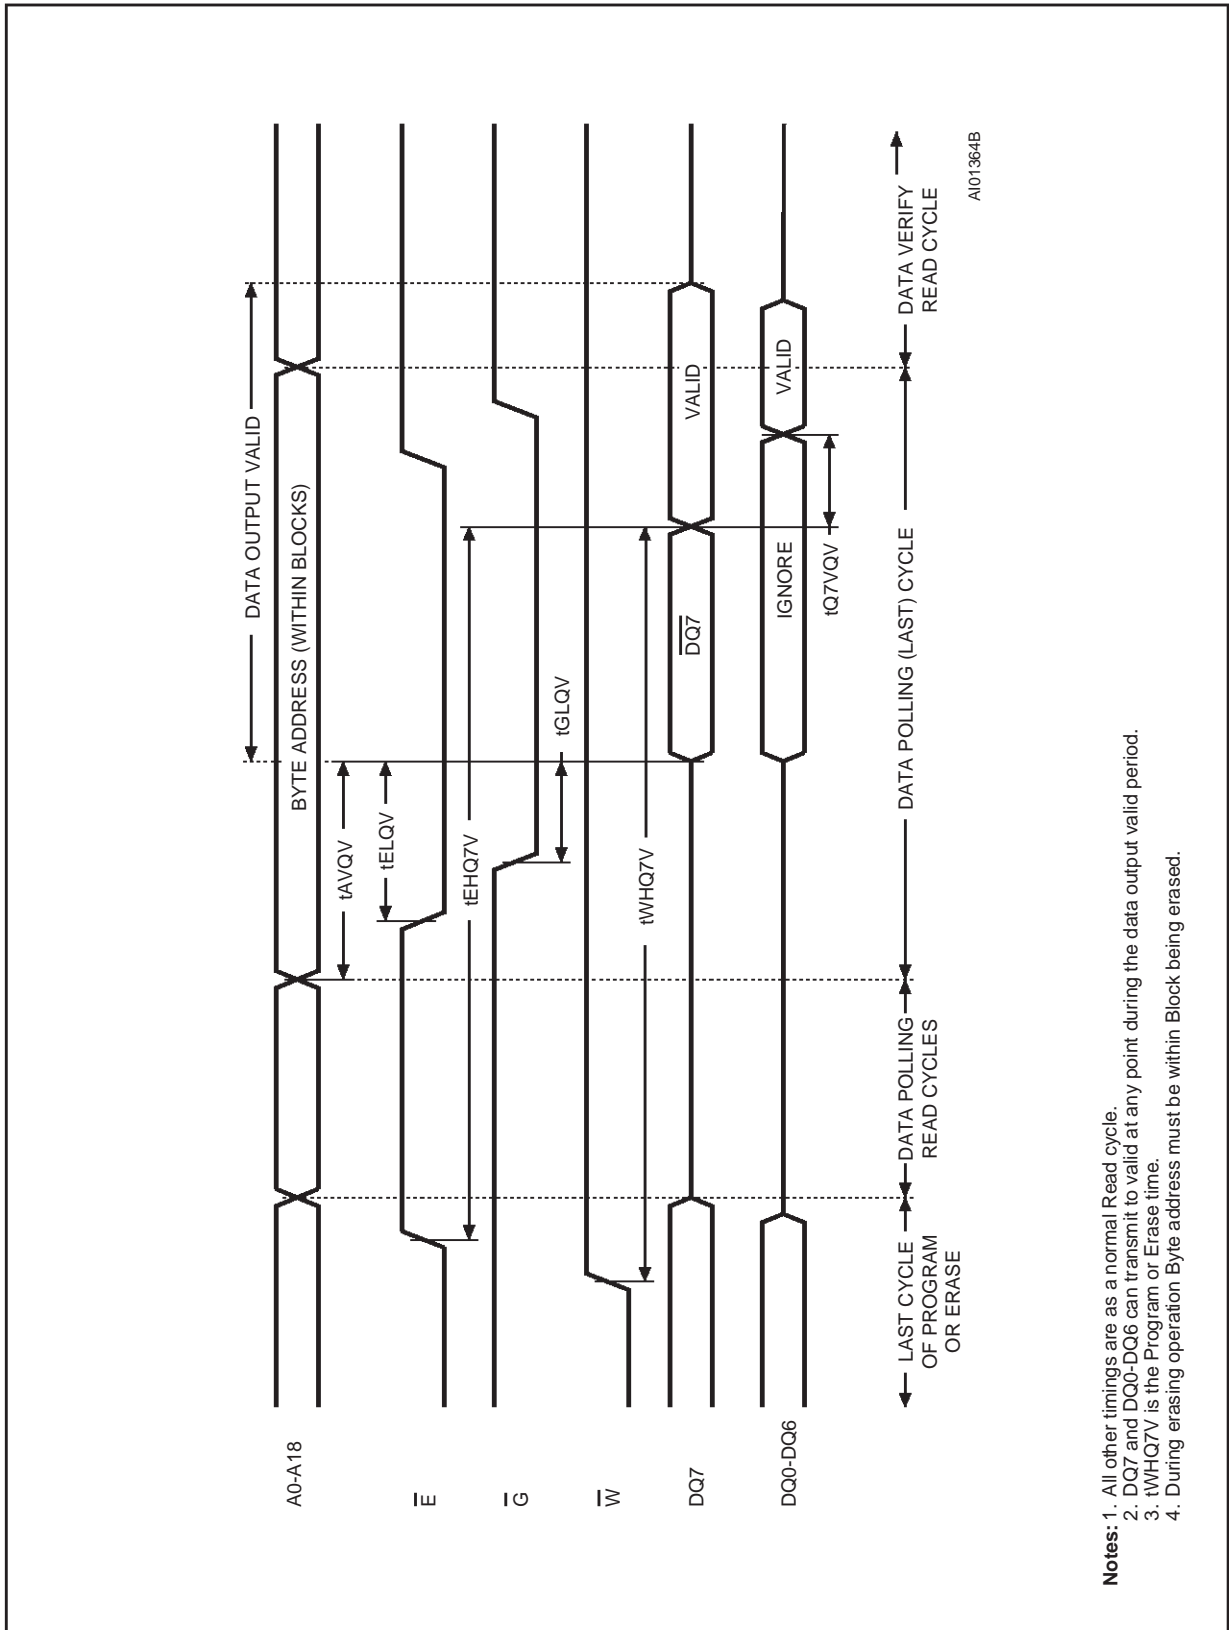 DATA OUTPUT VALID
A0-A18
BYTE ADDRESS (WITHIN BLOCKS)
tAVQV
tELQV
E
tEHQ7V
G
tGLQV
W
tWHQ7V
DQ7
DQ7
VALID
DQ0-DQ6
IGNORE
VALID
tQ7VQV
LAST CYCLE
OF PROGRAM
OR ERASE
DATA POLLING
READ CYCLES
DATA POLLING (LAST) CYCLE
DATA VERIFY
READ CYCLE
AI01364B
Notes: 1. All other timings are as a normal Read cycle.
2. DQ7 and DQ0-DQ6 can transmit to valid at any point during the data output valid period.
3. tWHQ7V is the Program or Erase time.
4. During erasing operation Byte address must be within Block being erased.